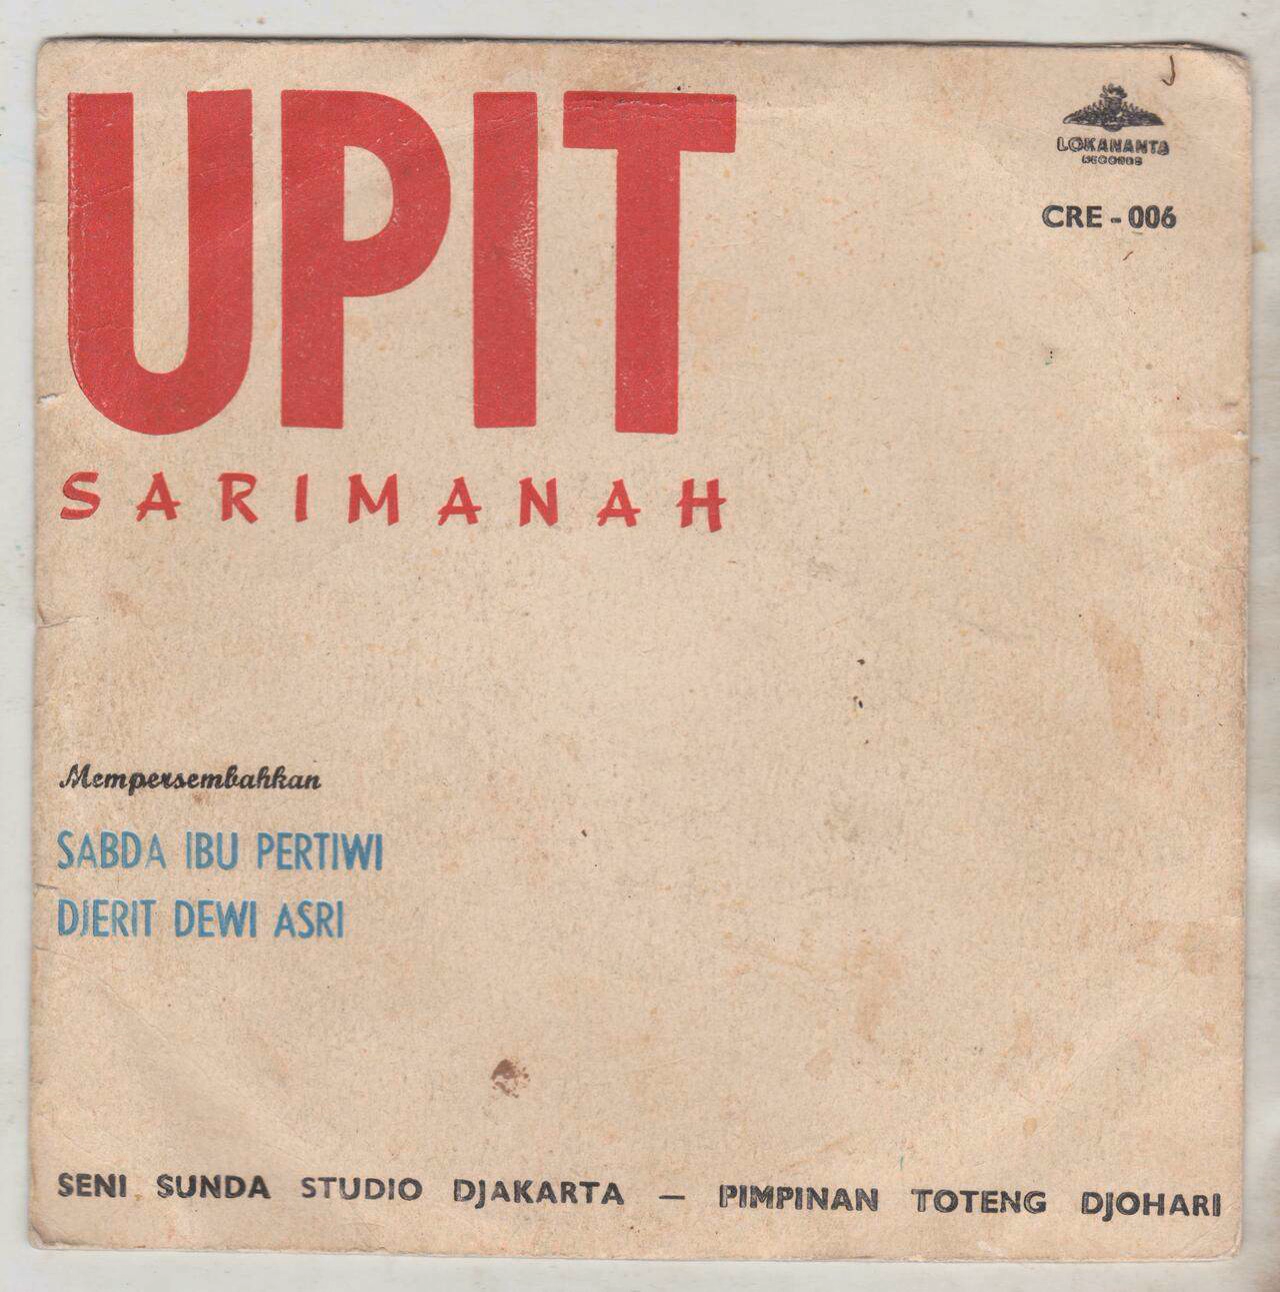 UPIT
SARIMANAH
LOKANANTA
RECORDS
CRE - 006
Mempersembahkan
SABDA IBU PERTIWI
DJERIT DEWI ASRI
SENI SUNDA STUDIO DJAKARTA — PIMPINAN TOTENG DJOHARI